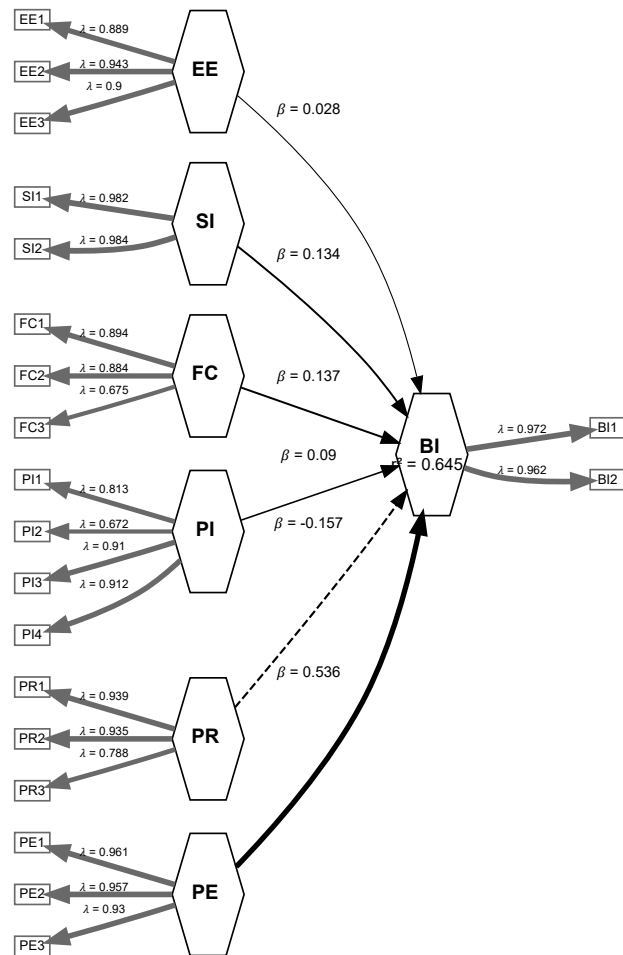 EE1
λ = 0.889
EE2
λ = 0.943
EE
λ = 0.9
EE3
β = 0.028
SI1
λ = 0.982
SI
SI2
λ = 0.984
β = 0.134
FC1
λ = 0.894
FC2
λ = 0.884
FC
λ = 0.675
FC3
β = 0.137
BI
r² = 0.645
λ = 0.972
BI1
λ = 0.962
BI2
β = 0.09
PI1
λ = 0.813
PI2
λ = 0.672
PI
λ = 0.91
PI3
λ = 0.912
PI4
β = -0.157
PR1
λ = 0.939
PR2
λ = 0.935
PR
λ = 0.788
PR3
β = 0.536
PE1
λ = 0.961
PE2
λ = 0.957
PE
λ = 0.93
PE3